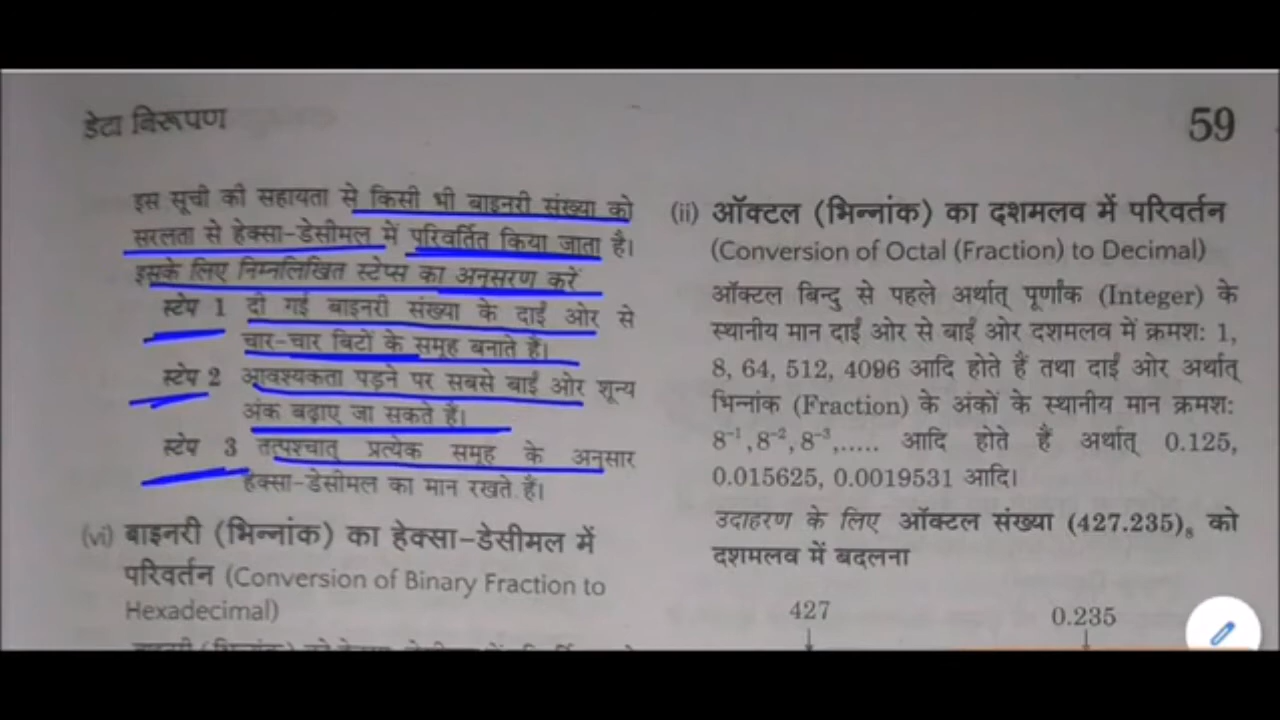 डेटा निरूपण
59
इस सूची की सहायता से किसी भी बाइनरी संख्या को
सरलता से हेक्सा-डेसीमल में परिवर्तित किया जाता है।
इसके लिए निम्नलिखित स्टेप्स का अनुसरण करें
स्टेप 1 दी गई बाइनरी संख्या के दाईं ओर से
चार-चार बिटों के समूह बनाते हैं।
स्टेप 2 आवश्यकता पड़ने पर सबसे बाईं ओर शून्य
अंक बढ़ाए जा सकते हैं।
स्टेप 3 तत्पश्चात् प्रत्येक समूह के अनुसार
हेक्सा-डेसीमल का मान रखते हैं।
(vi) बाइनरी (भिन्नांक) का हेक्सा-डेसीमल में
परिवर्तन (Conversion of Binary Fraction to
Hexadecimal)
(ii) ऑक्टल (भिन्नांक) का दशमलव में परिवर्तन
(Conversion of Octal (Fraction) to Decimal)
ऑक्टल बिन्दु से पहले अर्थात् पूर्णांक (Integer) के
स्थानीय मान दाईं ओर से बाईं ओर दशमलव में क्रमश: 1,
8, 64, 512, 4096 आदि होते हैं तथा दाईं ओर अर्थात्
भिन्नांक (Fraction) के अंकों के स्थानीय मान क्रमश:
8⁻¹,8⁻²,8⁻³,..... आदि होते हैं अर्थात् 0.125,
0.015625, 0.0019531 आदि।
उदाहरण के लिए ऑक्टल संख्या (427.235)₈ को
दशमलव में बदलना
427 0.235